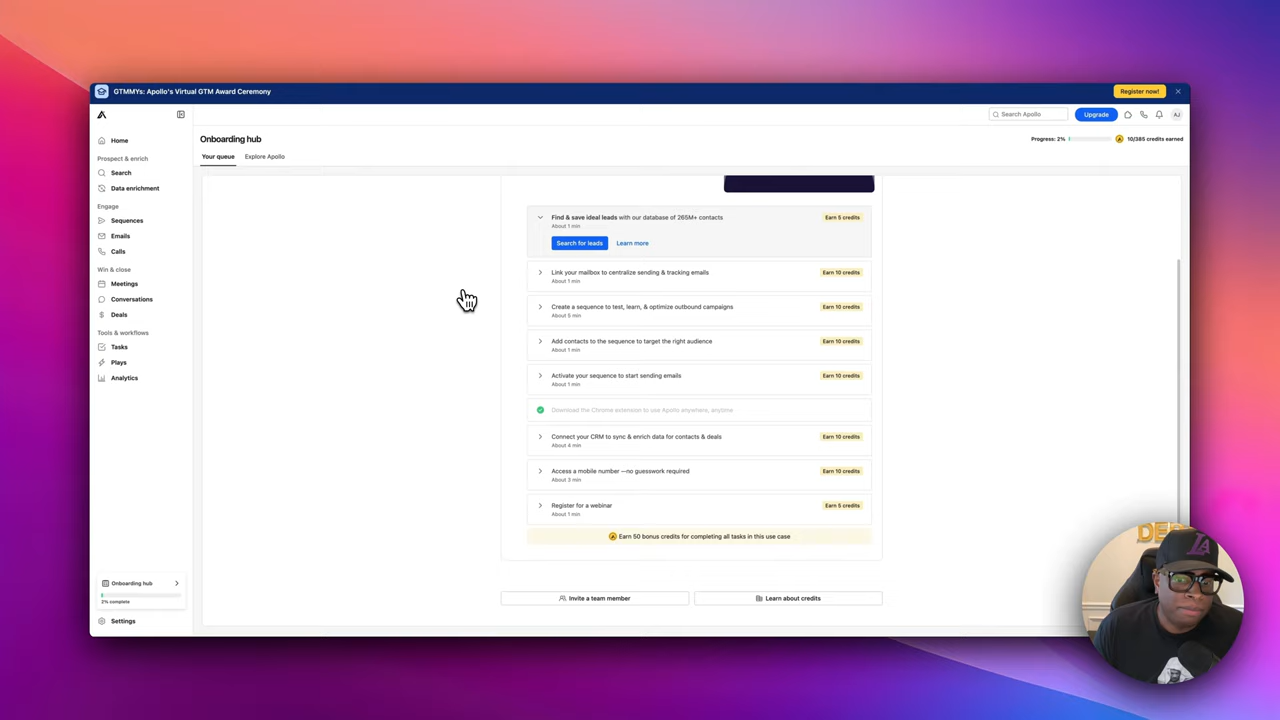 GTMMYs: Apollo's Virtual GTM Award Ceremony
Register now!
Search Apollo
Upgrade
AJ
Home
Prospect & enrich
Search
Data enrichment
Engage
Sequences
Emails
Calls
Win & close
Meetings
Conversations
Deals
Tools & workflows
Tasks
Plays
Analytics
Onboarding hub
2% complete
Settings
Onboarding hub
Progress: 2%
10/385 credits earned
Your queue
Explore Apollo
Find & save ideal leads with our database of 265M+ contacts
Earn 5 credits
About 1 min
Search for leads
Learn more
Link your mailbox to centralize sending & tracking emails
Earn 10 credits
About 1 min
Create a sequence to test, learn, & optimize outbound campaigns
Earn 10 credits
About 5 min
Add contacts to the sequence to target the right audience
Earn 10 credits
About 1 min
Activate your sequence to start sending emails
Earn 10 credits
About 1 min
Download the Chrome extension to use Apollo anywhere, anytime
Connect your CRM to sync & enrich data for contacts & deals
Earn 10 credits
About 4 min
Access a mobile number —no guesswork required
Earn 10 credits
About 3 min
Register for a webinar
Earn 5 credits
About 1 min
Earn 50 bonus credits for completing all tasks in this use case
Invite a team member
Learn about credits
LA